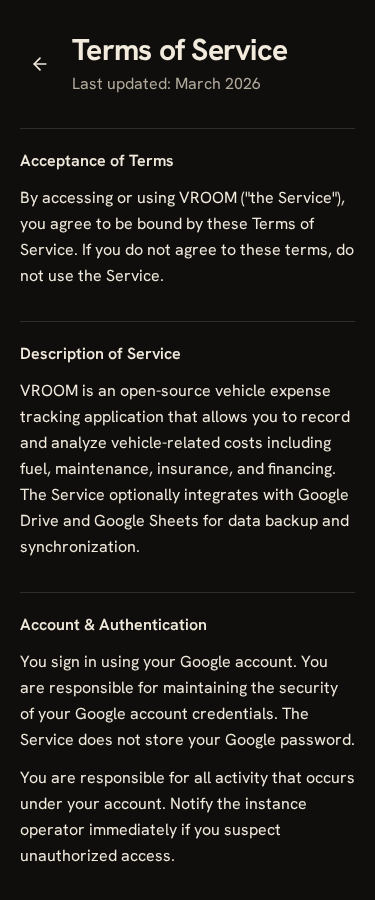 Terms of Service
Last updated: March 2026
Acceptance of Terms
By accessing or using VROOM ("the Service"),
you agree to be bound by these Terms of
Service. If you do not agree to these terms, do
not use the Service.
Description of Service
VROOM is an open-source vehicle expense
tracking application that allows you to record
and analyze vehicle-related costs including
fuel, maintenance, insurance, and financing.
The Service optionally integrates with Google
Drive and Google Sheets for data backup and
synchronization.
Account & Authentication
You sign in using your Google account. You
are responsible for maintaining the security
of your Google account credentials. The
Service does not store your Google password.
You are responsible for all activity that occurs
under your account. Notify the instance
operator immediately if you suspect
unauthorized access.